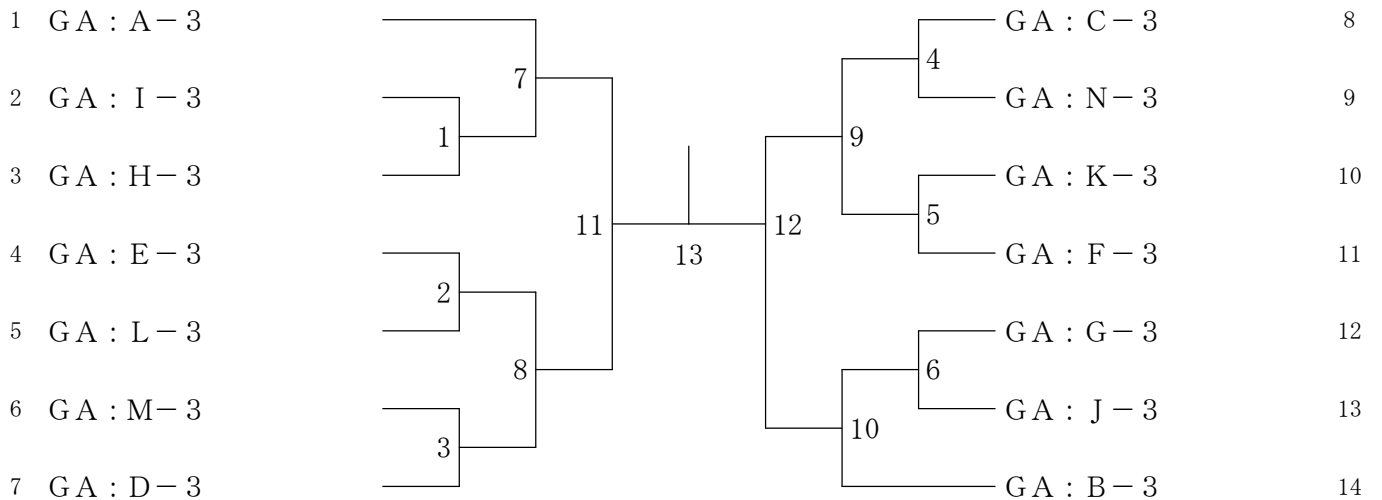 1 GA：A－3
7
2 GA：I－3
1
3 GA：H－3
11
4 GA：E－3
2
5 GA：L－3
8
6 GA：M－3
3
7 GA：D－3
13
GA：C－3 8
4
GA：N－3 9
9
GA：K－3 10
5
12
GA：F－3 11
GA：G－3 12
6
GA：J－3 13
10
GA：B－3 14